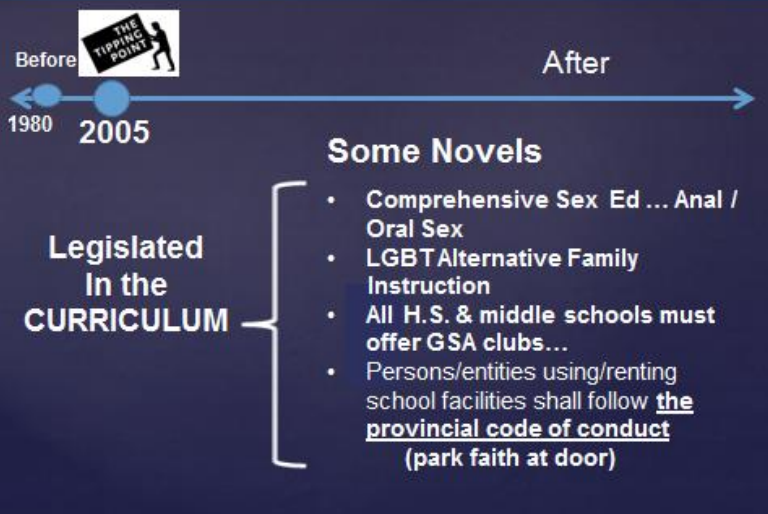 THE
TIPPING
POINT
Before
After
1980
2005
Some Novels
Legislated
In the
CURRICULUM
• Comprehensive Sex Ed ... Anal /
Oral Sex
• LGBT Alternative Family
Instruction
• All H.S. & middle schools must
offer GSA clubs...
• Persons/entities using/renting
school facilities shall follow the
provincial code of conduct
(park faith at door)